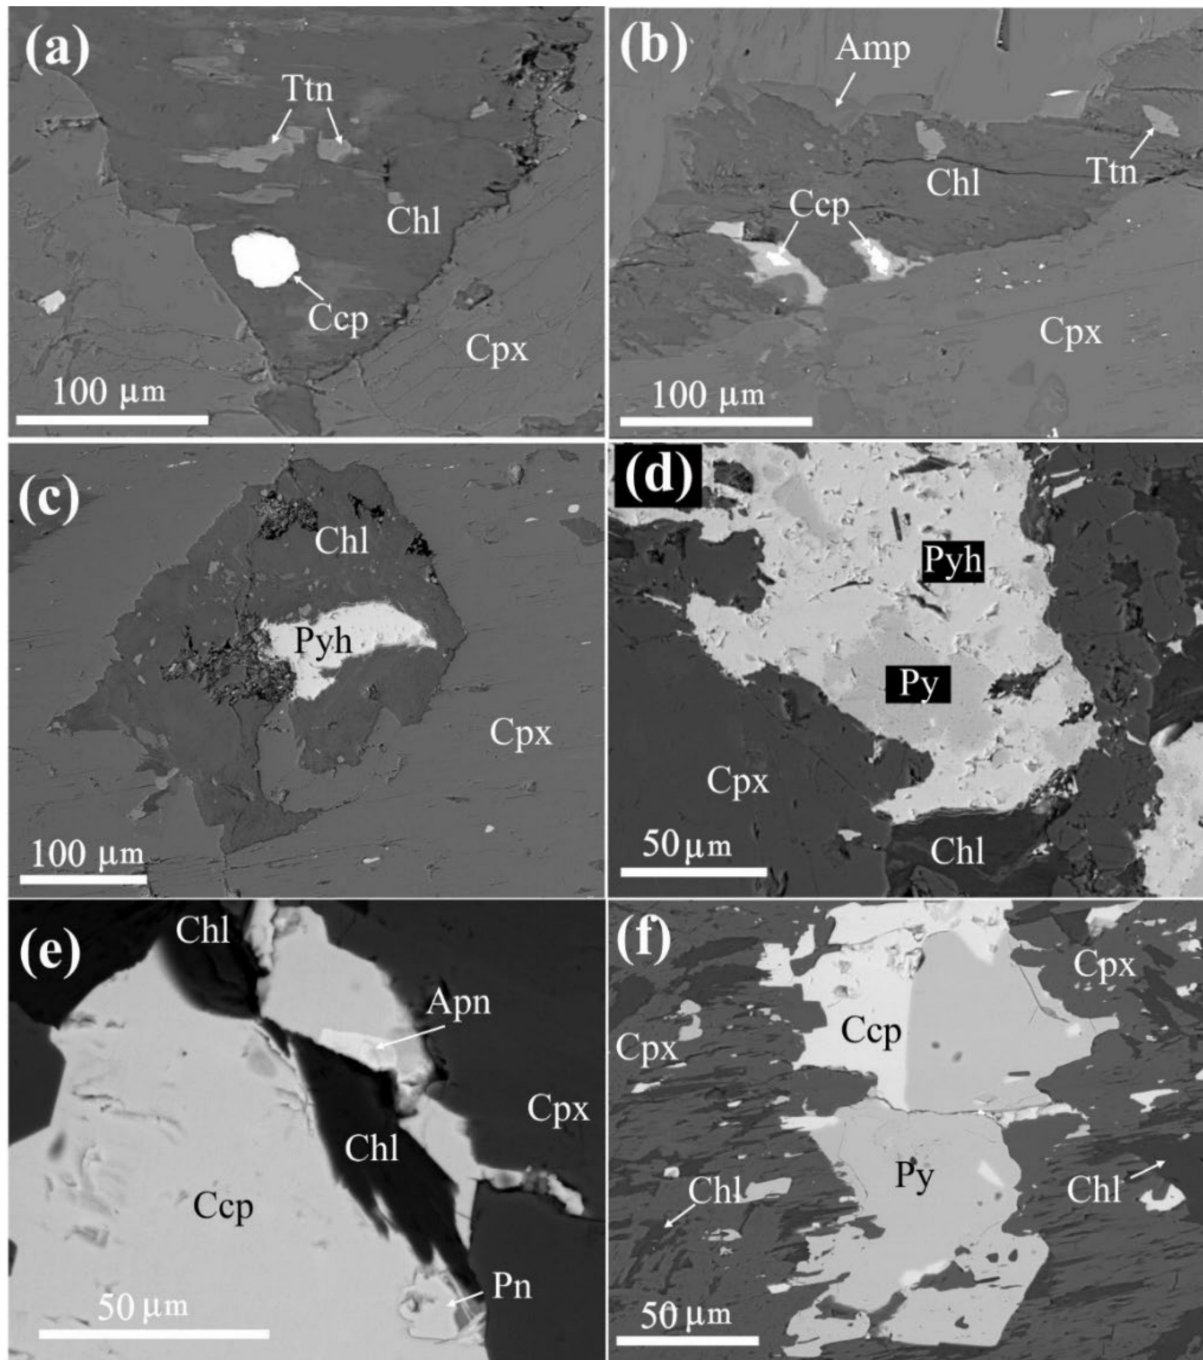 (a)
Ttn
Chl
Ccp
Cpx
100 μm
(b)
Amp
Ttn
Chl
Ccp
Cpx
100 μm
(c)
Chl
Pyh
Cpx
100 μm
(d)
Pyh
Py
Cpx
Chl
50 μm
(e)
Chl
Apn
Cpx
Chl
Ccp
Pn
50 μm
(f)
Cpx
Ccp
Cpx
Py
Chl
Chl
50 μm